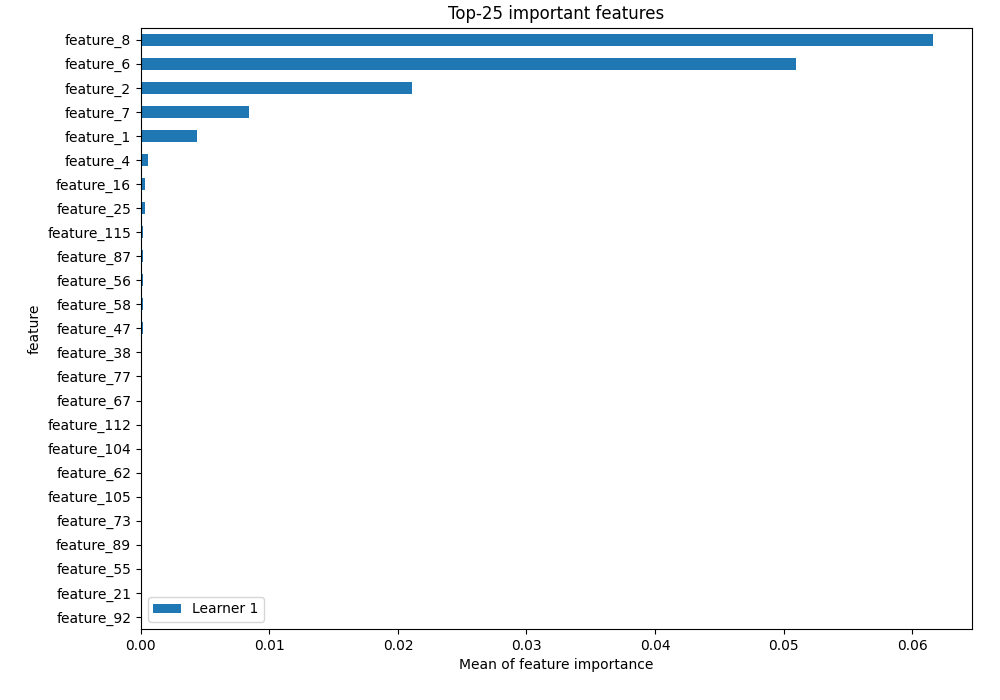 Top-25 important features
feature_8
feature_6
feature_2
feature_7
feature_1
feature_4
feature_16
feature_25
feature_115
feature_87
feature_56
feature_58
feature_47
feature_38
feature_77
feature_67
feature_112
feature_104
feature_62
feature_105
feature_73
feature_89
feature_55
feature_21
feature_92
feature
Learner 1
0.00 0.01 0.02 0.03 0.04 0.05 0.06
Mean of feature importance